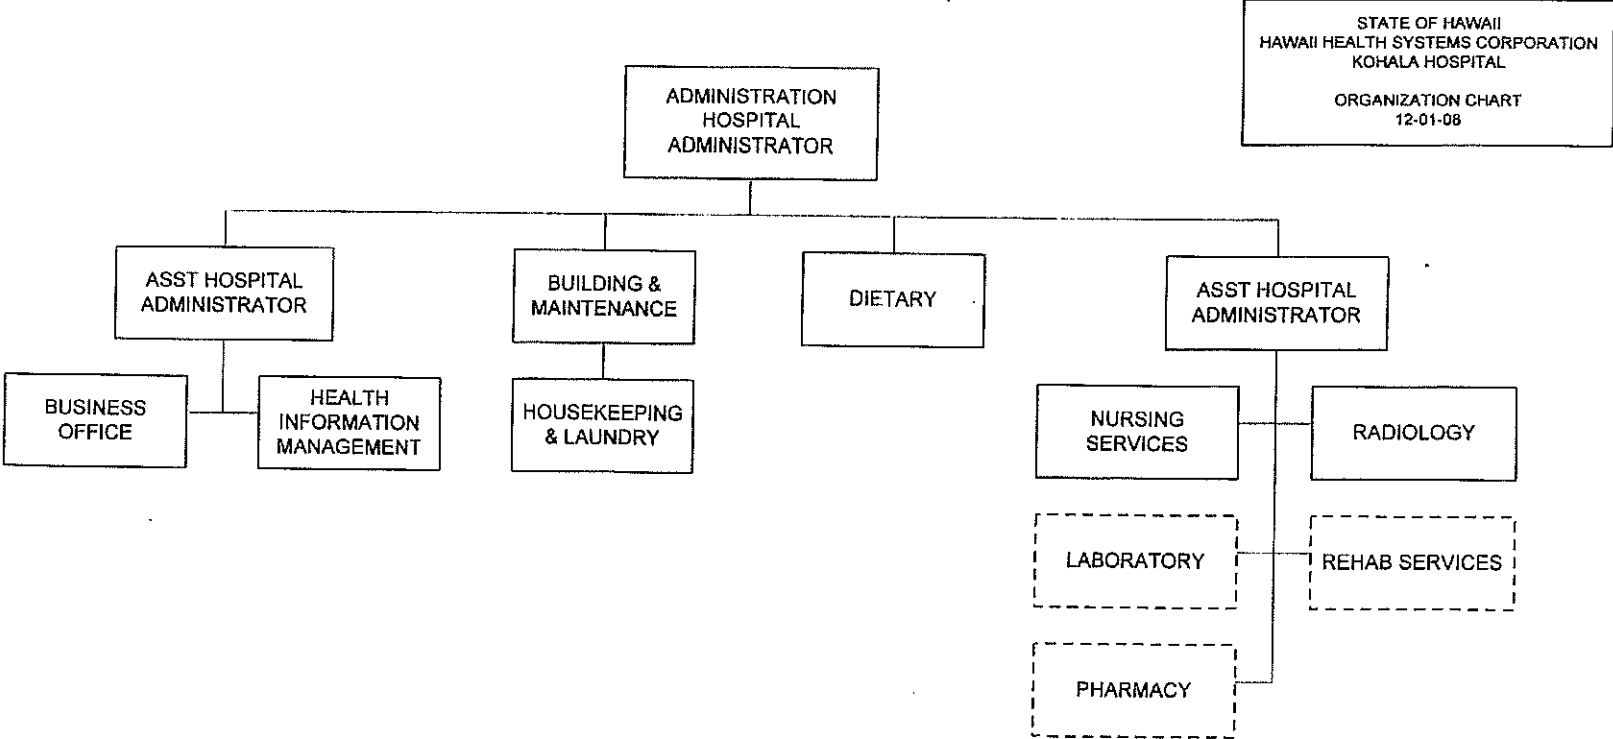 STATE OF HAWAII
HAWAII HEALTH SYSTEMS CORPORATION
KOHALA HOSPITAL
ORGANIZATION CHART
12-01-08
ADMINISTRATION
HOSPITAL
ADMINISTRATOR
ASST HOSPITAL
ADMINISTRATOR
BUILDING &
MAINTENANCE
DIETARY
ASST HOSPITAL
ADMINISTRATOR
BUSINESS
OFFICE
HEALTH
INFORMATION
MANAGEMENT
HOUSEKEEPING
& LAUNDRY
NURSING
SERVICES
RADIOLOGY
LABORATORY
REHAB SERVICES
PHARMACY